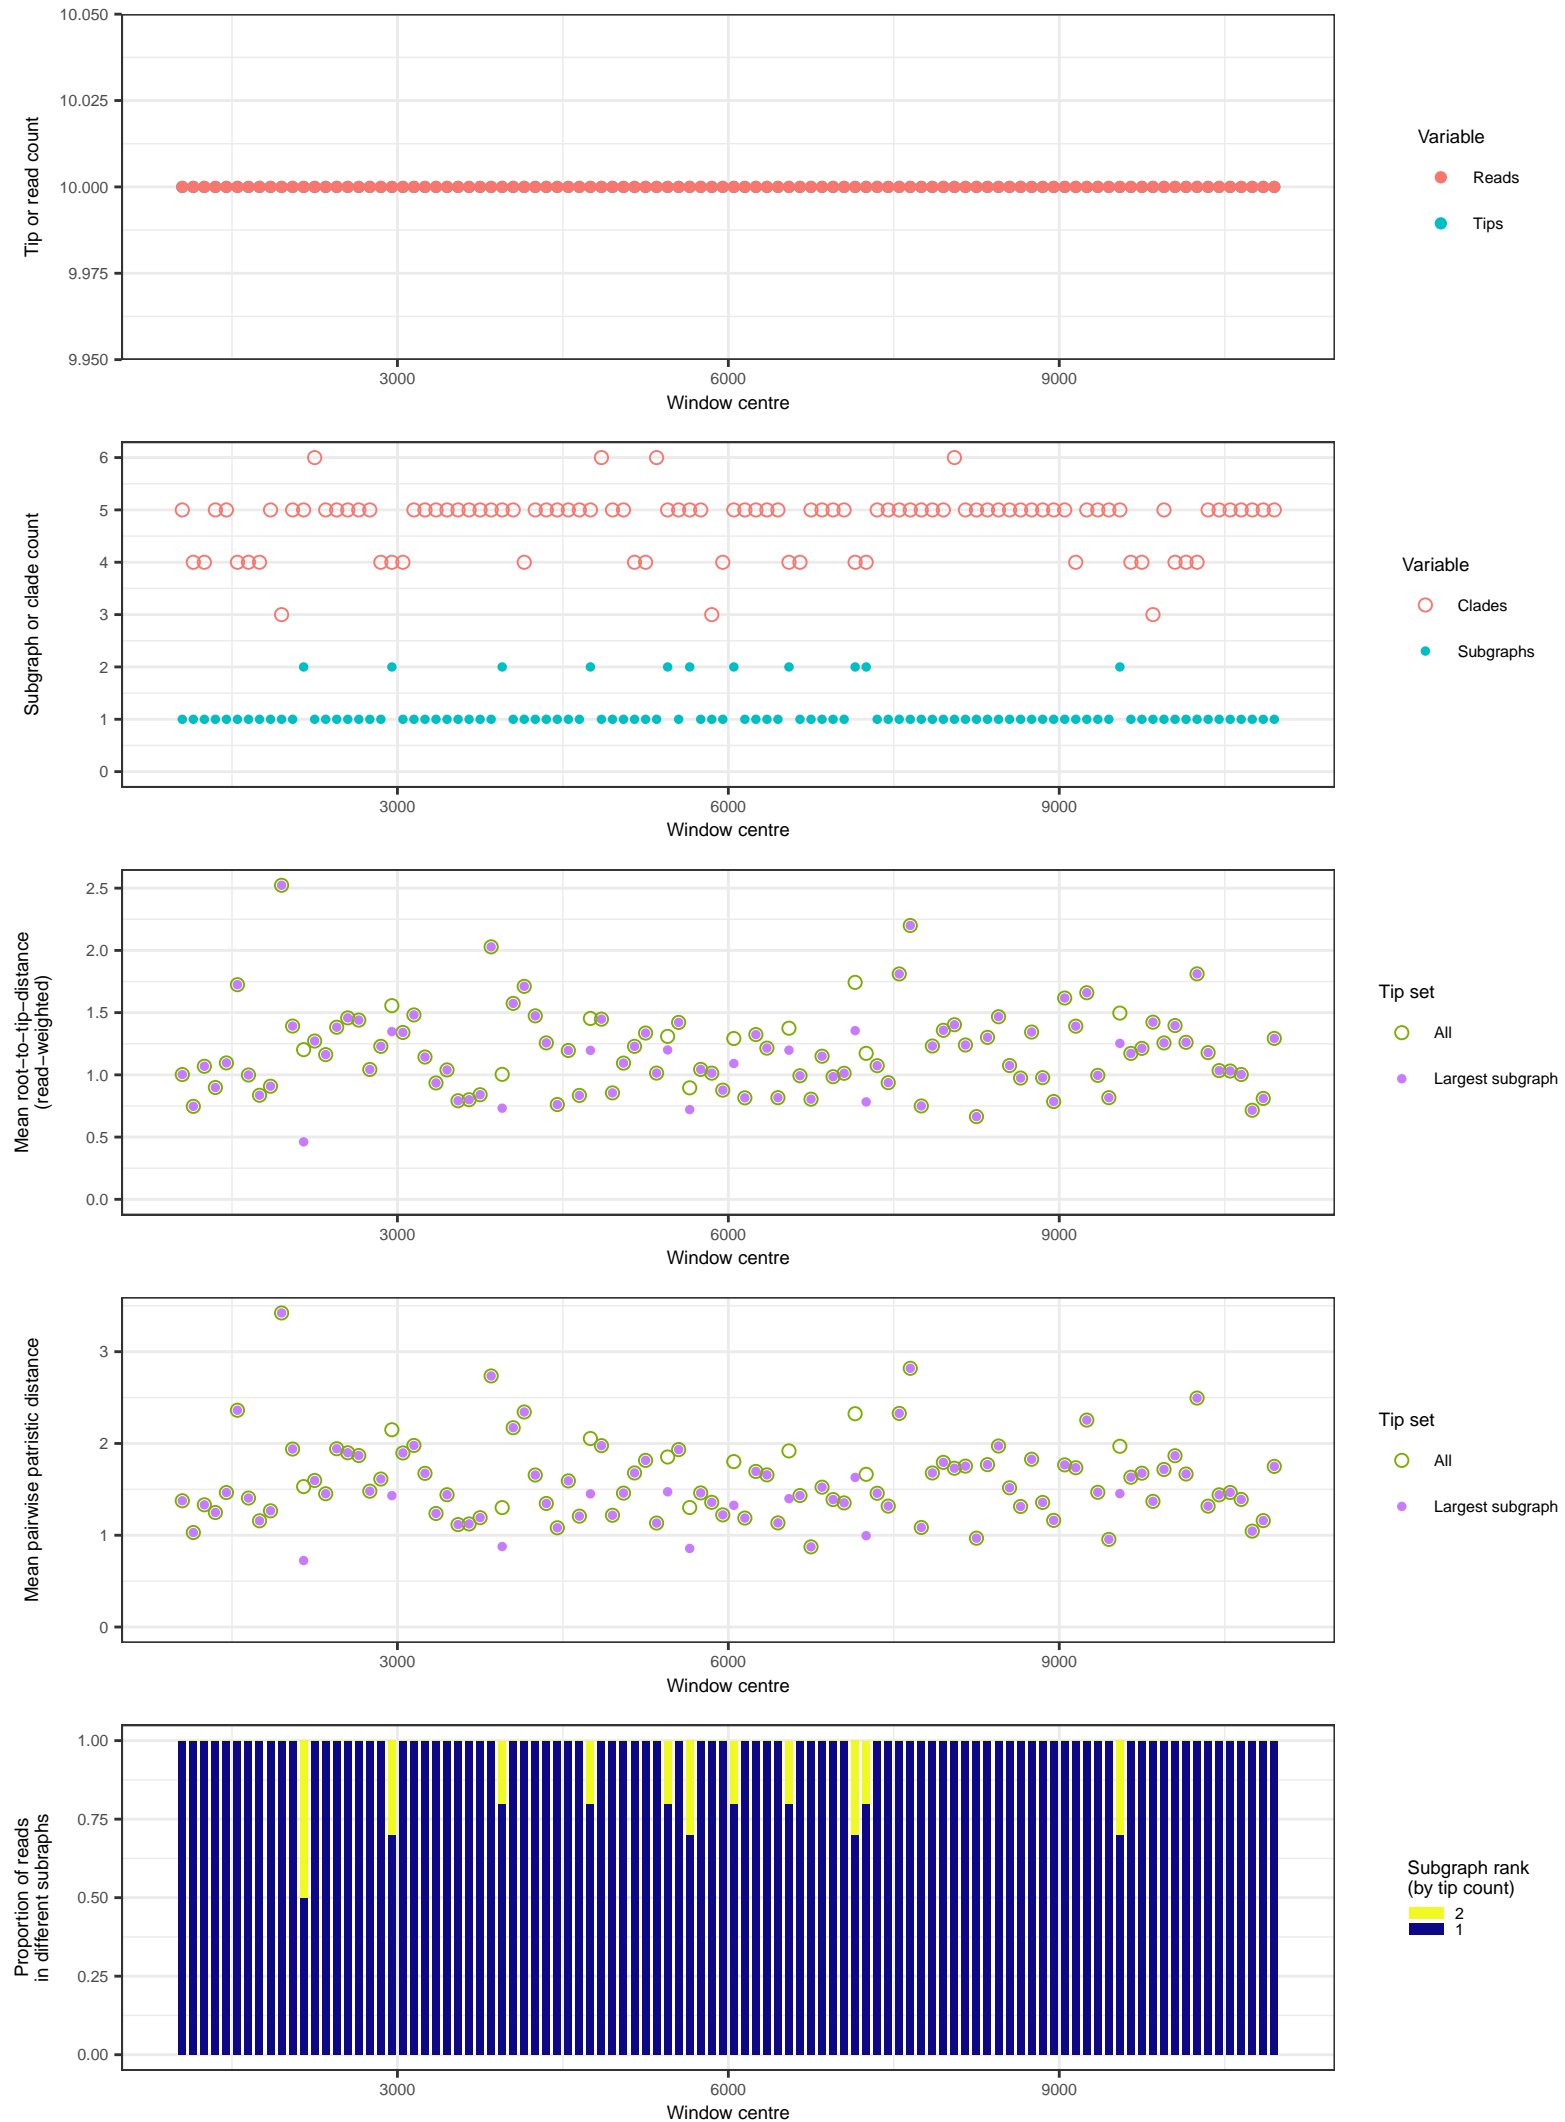 10.050
10.025
10.000
9.975
9.950
Tip or read count
3000 6000 9000
Window centre
Variable
Reads
Tips
6
5
4
3
2
1
0
Subgraph or clade count
3000 6000 9000
Window centre
Variable
Clades
Subgraphs
2.5
2.0
1.5
1.0
0.5
0.0
Mean root−to−tip−distance
(read−weighted)
3000 6000 9000
Window centre
Tip set
All
Largest subgraph
3
2
1
0
Mean pairwise patristic distance
3000 6000 9000
Window centre
Tip set
All
Largest subgraph
1.00
0.75
0.50
0.25
0.00
Proportion of reads
in different subraphs
3000 6000 9000
Window centre
Subgraph rank
(by tip count)
2
1